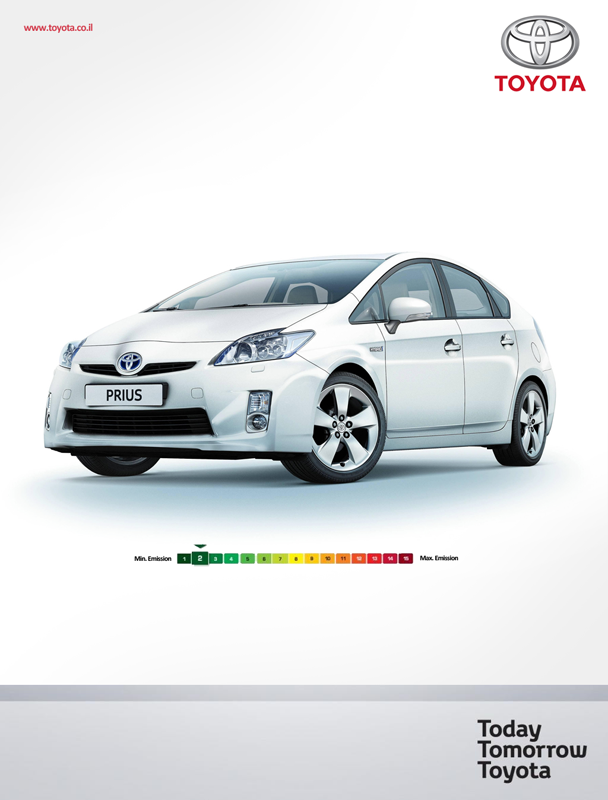 www.toyota.co.il
TOYOTA
PRIUS
Min. Emission 1 2 3 4 5 6 7 8 9 10 11 12 13 14 15 Max. Emission
Today
Tomorrow
Toyota